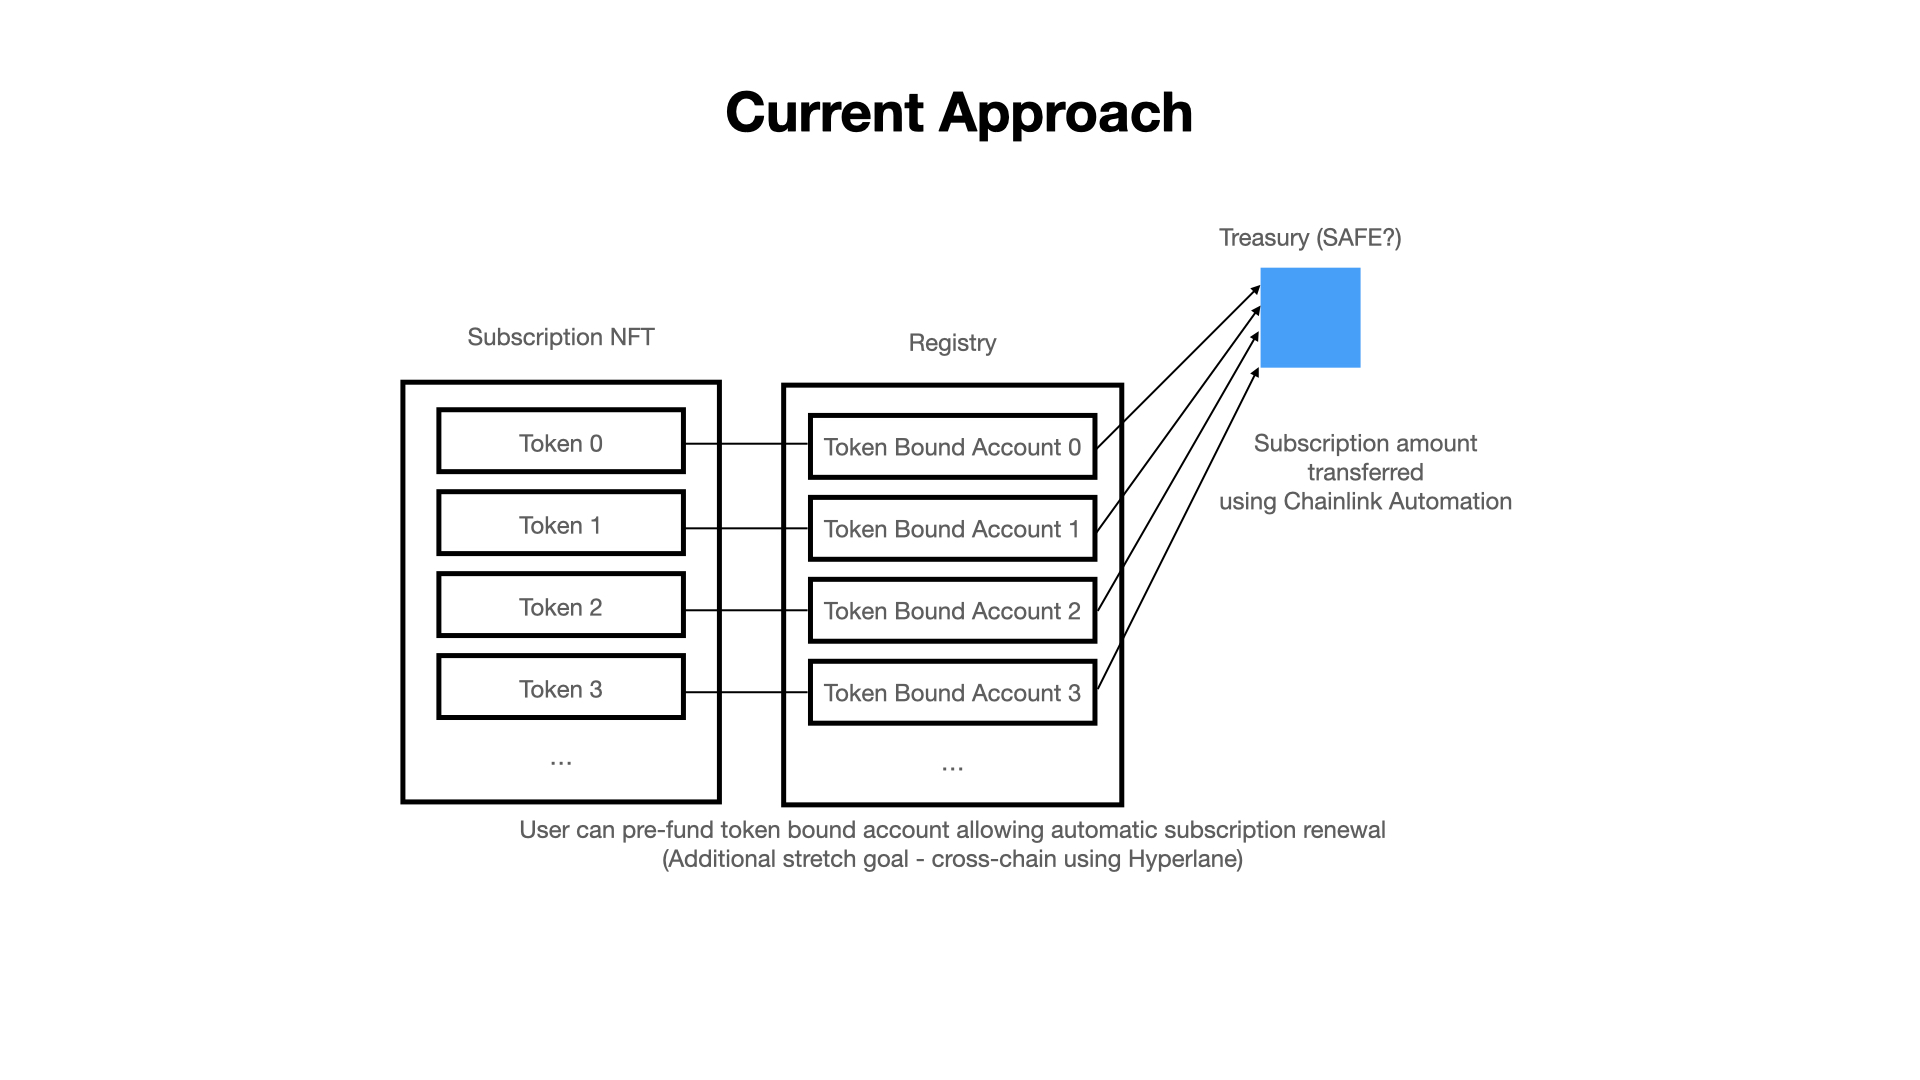 Current Approach
Treasury (SAFE?)
Subscription NFT
Registry
Token 0
Token 1
Token 2
Token 3
...
Token Bound Account 0
Token Bound Account 1
Token Bound Account 2
Token Bound Account 3
...
Subscription amount
transferred
using Chainlink Automation
User can pre-fund token bound account allowing automatic subscription renewal
(Additional stretch goal - cross-chain using Hyperlane)